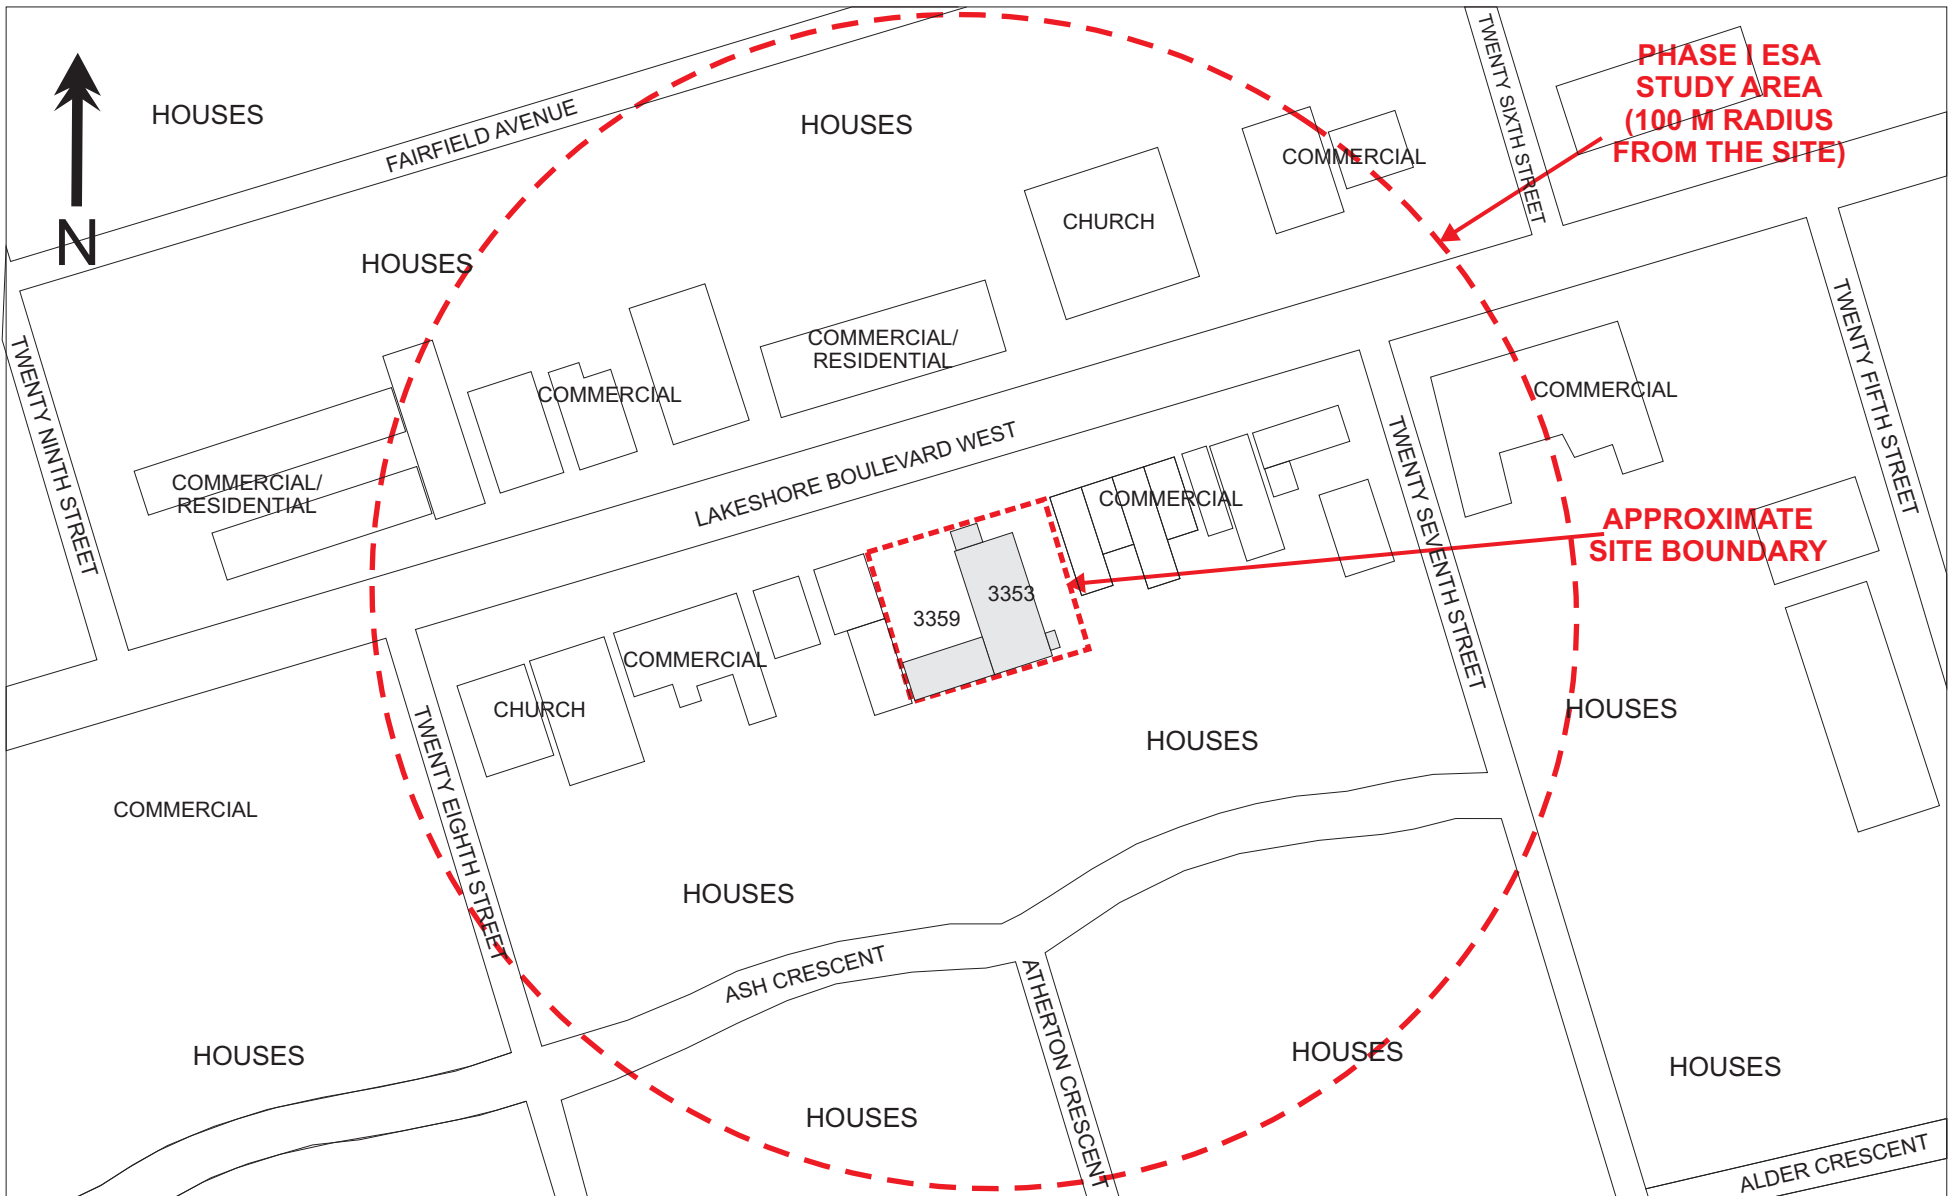 TWENTY SIXTH STREET
PHASE I ESA
STUDY AREA
(100 M RADIUS
FROM THE SITE)
HOUSES
FAIRFIELD AVENUE
HOUSES
COMMERCIAL
CHURCH
N
HOUSES
TWENTY NINTH STREET
COMMERCIAL/
RESIDENTIAL
COMMERCIAL
COMMERCIAL
TWENTY FIFTH STREET
COMMERCIAL/
RESIDENTIAL
LAKESHORE BOULEVARD WEST
COMMERCIAL
TWENTY SEVENTH STREET
APPROXIMATE
SITE BOUNDARY
3353
3359
COMMERCIAL
CHURCH
HOUSES
HOUSES
TWENTY EIGHTH STREET
COMMERCIAL
HOUSES
ASH CRESCENT
ATHERTON CRESCENT
HOUSES
HOUSES
HOUSES
HOUSES
ALDER CRESCENT